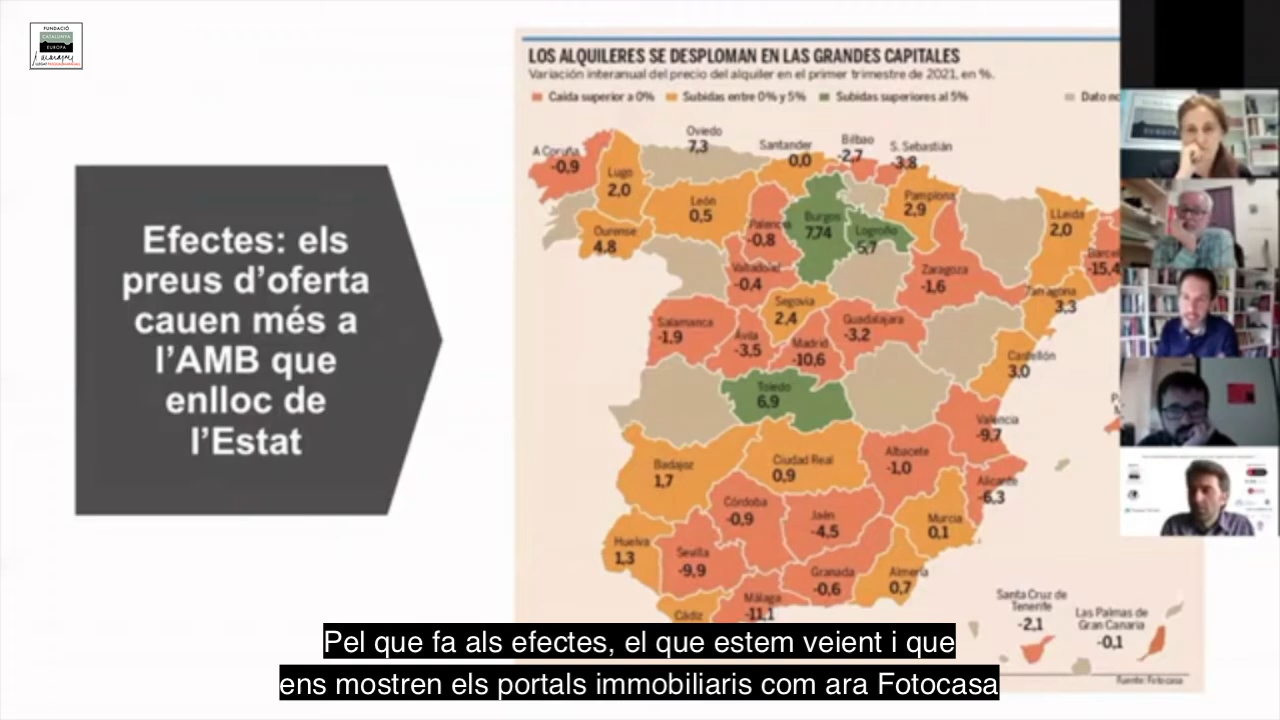 FUNDACIÓ
CATALUNYA
EUROPA
LOS ALQUILERES SE DESPLOMAN EN LAS GRANDES CAPITALES
Variación interanual del precio del alquiler en el primer trimestre de 2021, en %.
Caída superior a 0%
Subidas entre 0% y 5%
Subidas superiores al 5%
Dato no
Efectes: els
preus d’oferta
cauen més a
l’AMB que
enlloc de
l’Estat
A Coruña
-0,9
Lugo
2,0
Oviedo
7,3
Santander
0,0
Bilbao
-2,7
S. Sebastián
-3,8
Ourense
4,8
León
0,5
Palencia
-0,8
Burgos
7,74
Logroño
5,7
Pamplona
2,9
LLeida
2,0
Barcel
-15,4
Valladolid
-0,4
Zaragoza
-1,6
Tarragona
3,3
Segovia
2,4
Salamanca
-1,9
Ávila
-3,5
Madrid
-10,6
Guadalajara
-3,2
Castellón
3,0
Toledo
6,9
Valencia
-9,7
Badajoz
1,7
Ciudad Real
0,9
Albacete
-1,0
Alicante
-6,3
Córdoba
-0,9
Jaén
-4,5
Murcia
0,1
Huelva
1,3
Sevilla
-9,9
Granada
-0,6
Almería
0,7
Málaga
-11,1
Cádiz
Santa Cruz de
Tenerife
-2,1
Las Palmas de
Gran Canaria
-0,1
Fuente: Fotocasa
Pel que fa als efectes, el que estem veient i que
ens mostren els portals immobiliaris com ara Fotocasa